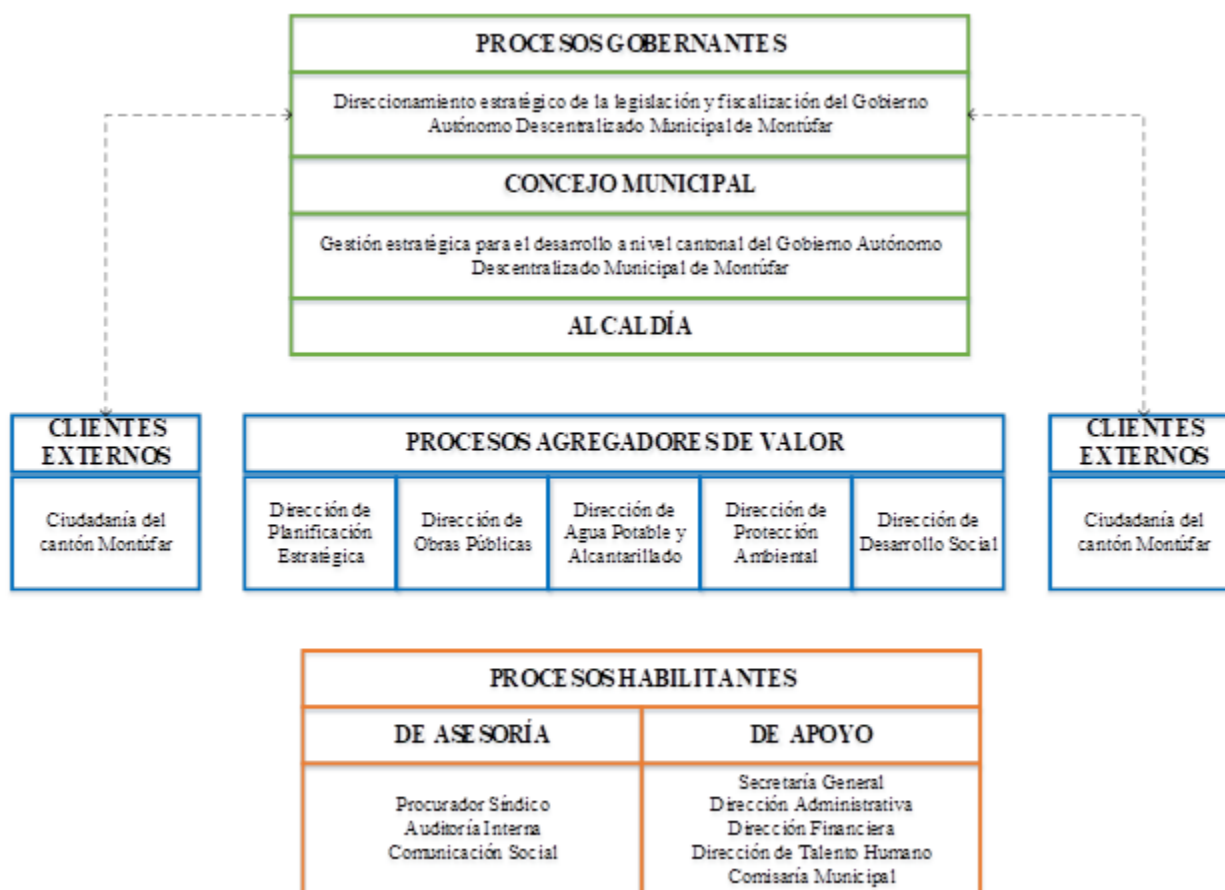 PROCESOS GOBERNANTES
Direccionamiento estratégico de la legislación y fiscalización del Gobierno
Autónomo Descentralizado Municipal de Montúfar
CONCEJO MUNICIPAL
Gestión estratégica para el desarrollo a nivel cantonal del Gobierno Autónomo
Descentralizado Municipal de Montúfar
ALCALDÍA
CLIENTES
EXTERNOS
Ciudadanía del
cantón Montúfar
PROCESOS AGREGADORES DE VALOR
Dirección de
Planificación
Estratégica
Dirección de
Obras Públicas
Dirección de
Agua Potable y
Alcantarillado
Dirección de
Protección
Ambiental
Dirección de
Desarrollo Social
CLIENTES
EXTERNOS
Ciudadanía del
cantón Montúfar
PROCESOS HABILITANTES
DE ASESORÍA
Procurador Síndico
Auditoría Interna
Comunicación Social
DE APOYO
Secretaría General
Dirección Administrativa
Dirección Financiera
Dirección de Talento Humano
Comisaría Municipal